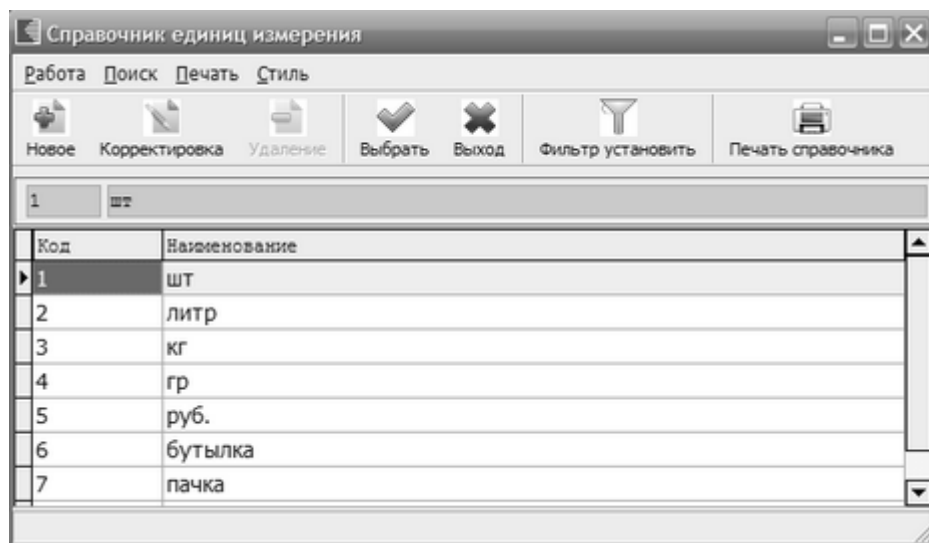 Справочник единиц измерения
Работа Поиск Печать Стиль
Новое Корректировка Удаление Выбрать Выход Фильтр установить Печать справочника
1 шт
Код Наименование
1 шт
2 литр
3 кг
4 гр
5 руб.
6 бутылка
7 пачка